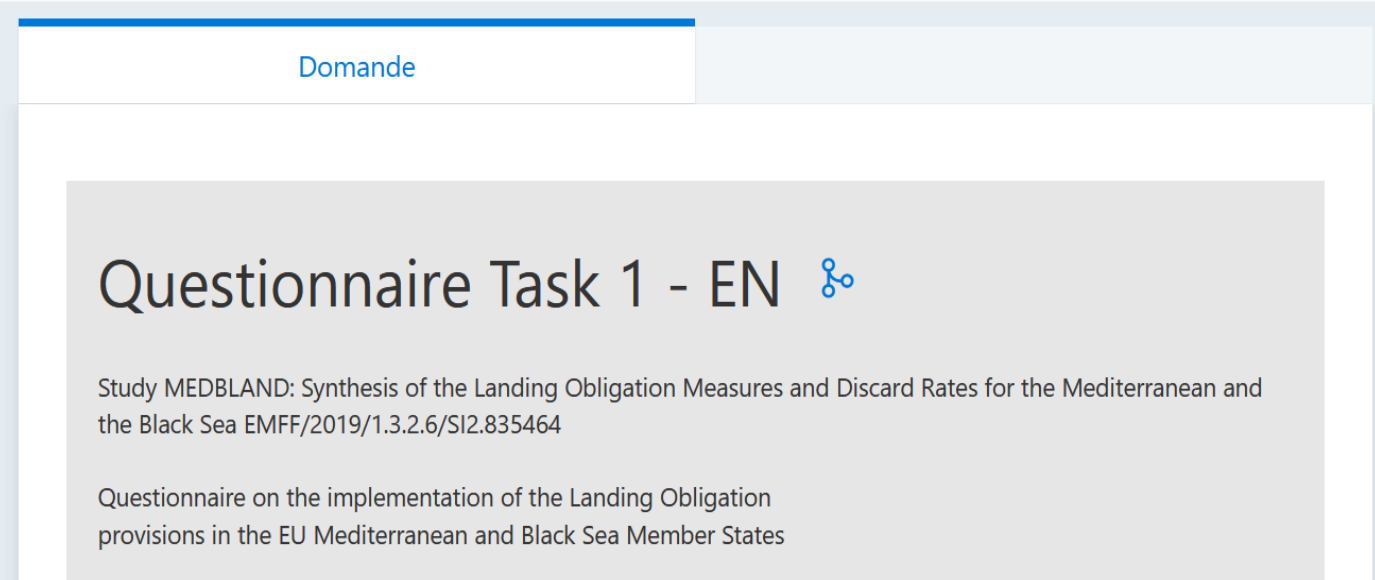 Domande
Questionnaire Task 1 - EN
Study MEDBLAND: Synthesis of the Landing Obligation Measures and Discard Rates for the Mediterranean and
the Black Sea EMFF/2019/1.3.2.6/SI2.835464
Questionnaire on the implementation of the Landing Obligation
provisions in the EU Mediterranean and Black Sea Member States